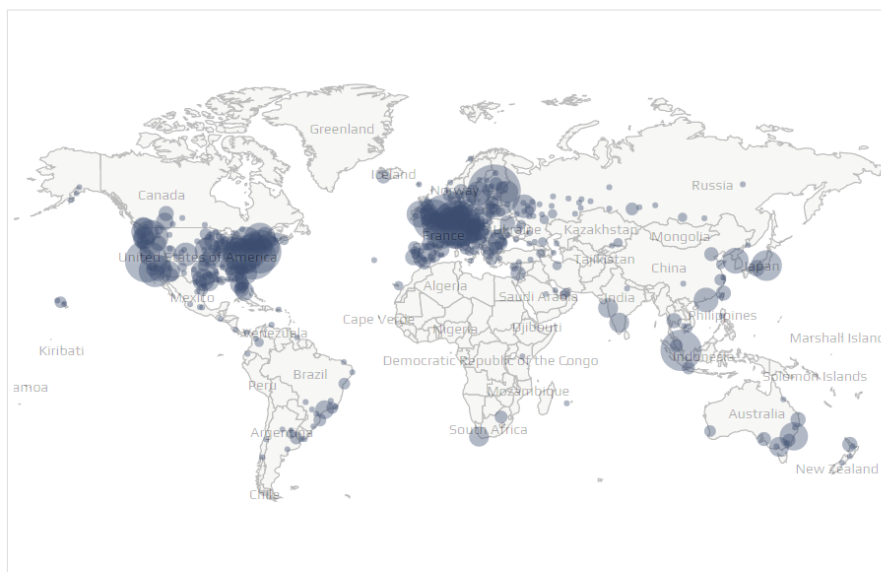 Greenland
Iceland
Canada
Norway
Russia
Ukraine
Kazakhstan
France
Mongolia
United States of America
Tajikistan
China
Japan
Algeria
Mexico
Saudi Arabia
India
Cape Verde
Philippines
Venezuela
Nigeria
Djibouti
Marshall Island
Kiribati
Democratic Republic of the Congo
Indonesia
Brazil
Solomon Islands
amoa
Peru
Mozambique
Australia
Argentina
South Africa
New Zealand
Chile